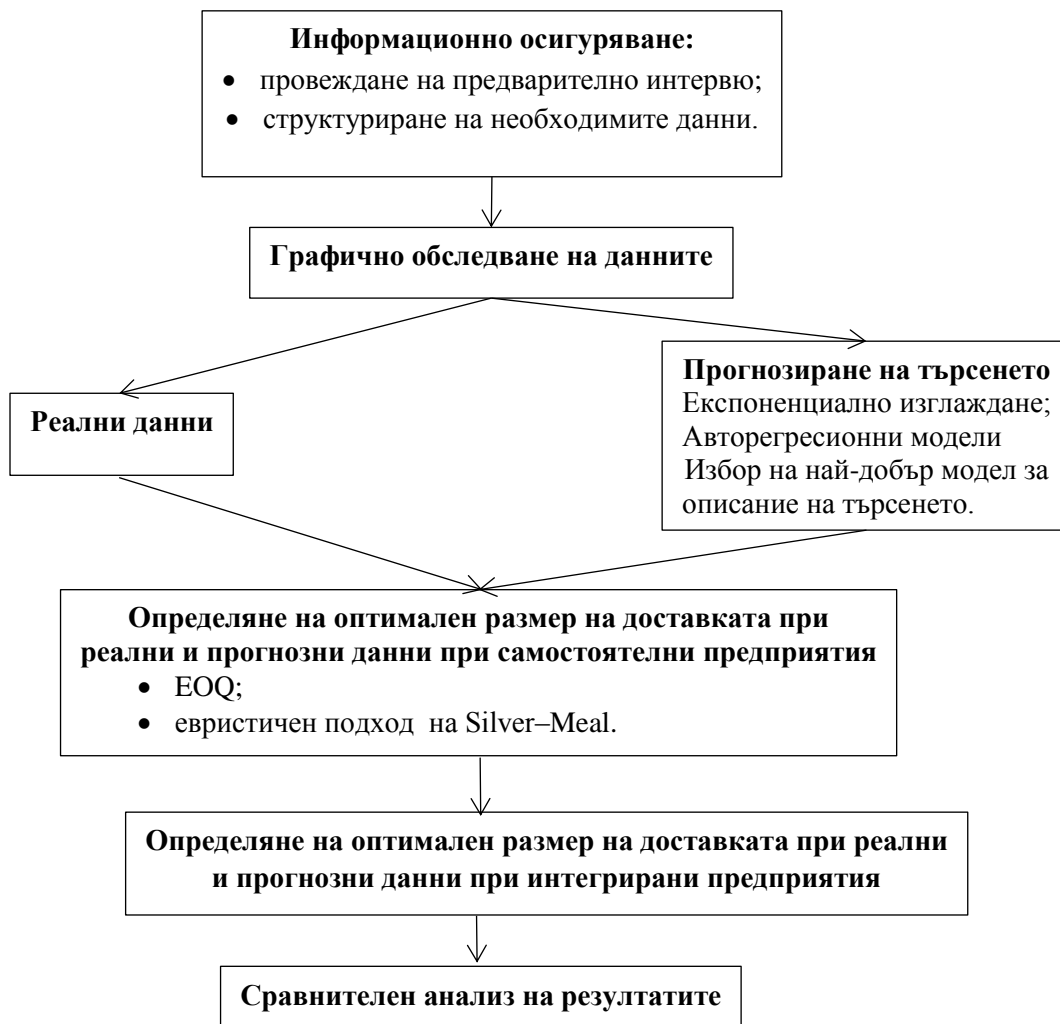 Информационно осигуряване:
• провеждане на предварително интервю;
• структуриране на необходимите данни.
Графично обследване на данните
Реални данни
Прогнозиране на търсенето
Експоненциално изглаждане;
Авторегресионни модели
Избор на най-добър модел за
описание на търсенето.
Определяне на оптимален размер на доставката при
реални и прогнозни данни при самостоятелни предприятия
• EOQ;
• евристичен подход на Silver–Meal.
Определяне на оптимален размер на доставката при реални
и прогнозни данни при интегрирани предприятия
Сравнителен анализ на резултатите